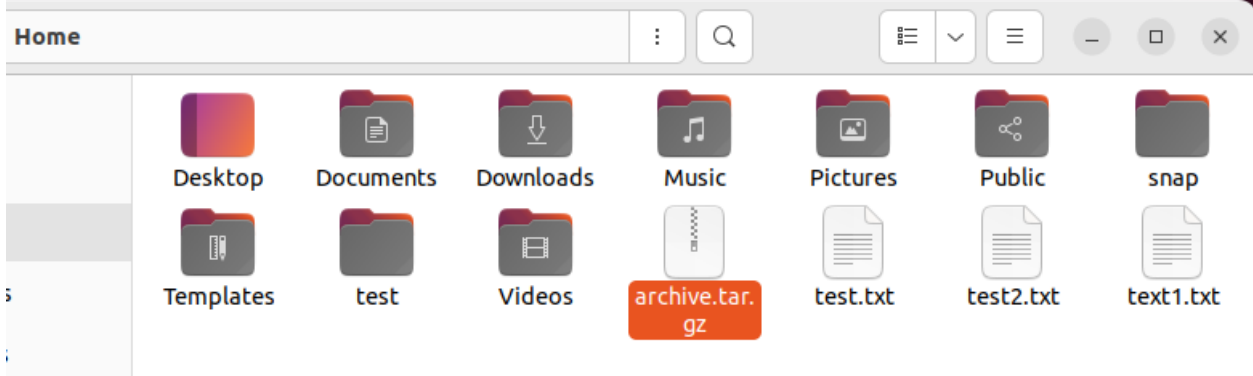 Home
Desktop
Documents
Downloads
Music
Pictures
Public
snap
Templates
test
Videos
archive.tar.
gz
test.txt
test2.txt
text1.txt